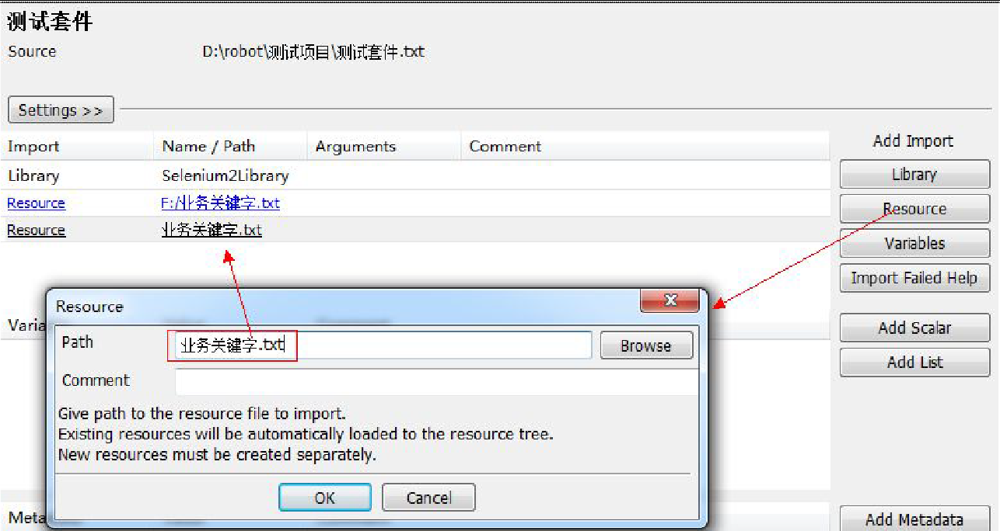 测试套件
Source D:\robot\测试项目\测试套件.txt
Settings >>
Import Name / Path Arguments Comment
Library Selenium2Library
Resource F:/业务关键字.txt
Resource 业务关键字.txt
Add Import
Library
Resource
Variables
Import Failed Help
Add Scalar
Add List
Add Metadata
Varia
Resource
Path 业务关键字.txt Browse
Comment
Give path to the resource file to import.
Existing resources will be automatically loaded to the resource tree.
New resources must be created separately.
OK Cancel
Meta